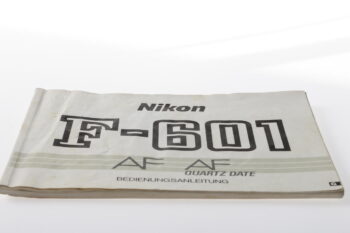 Nikon
F-601
AF AF
QUARTZ DATE
BEDIENUNGSANLEITUNG